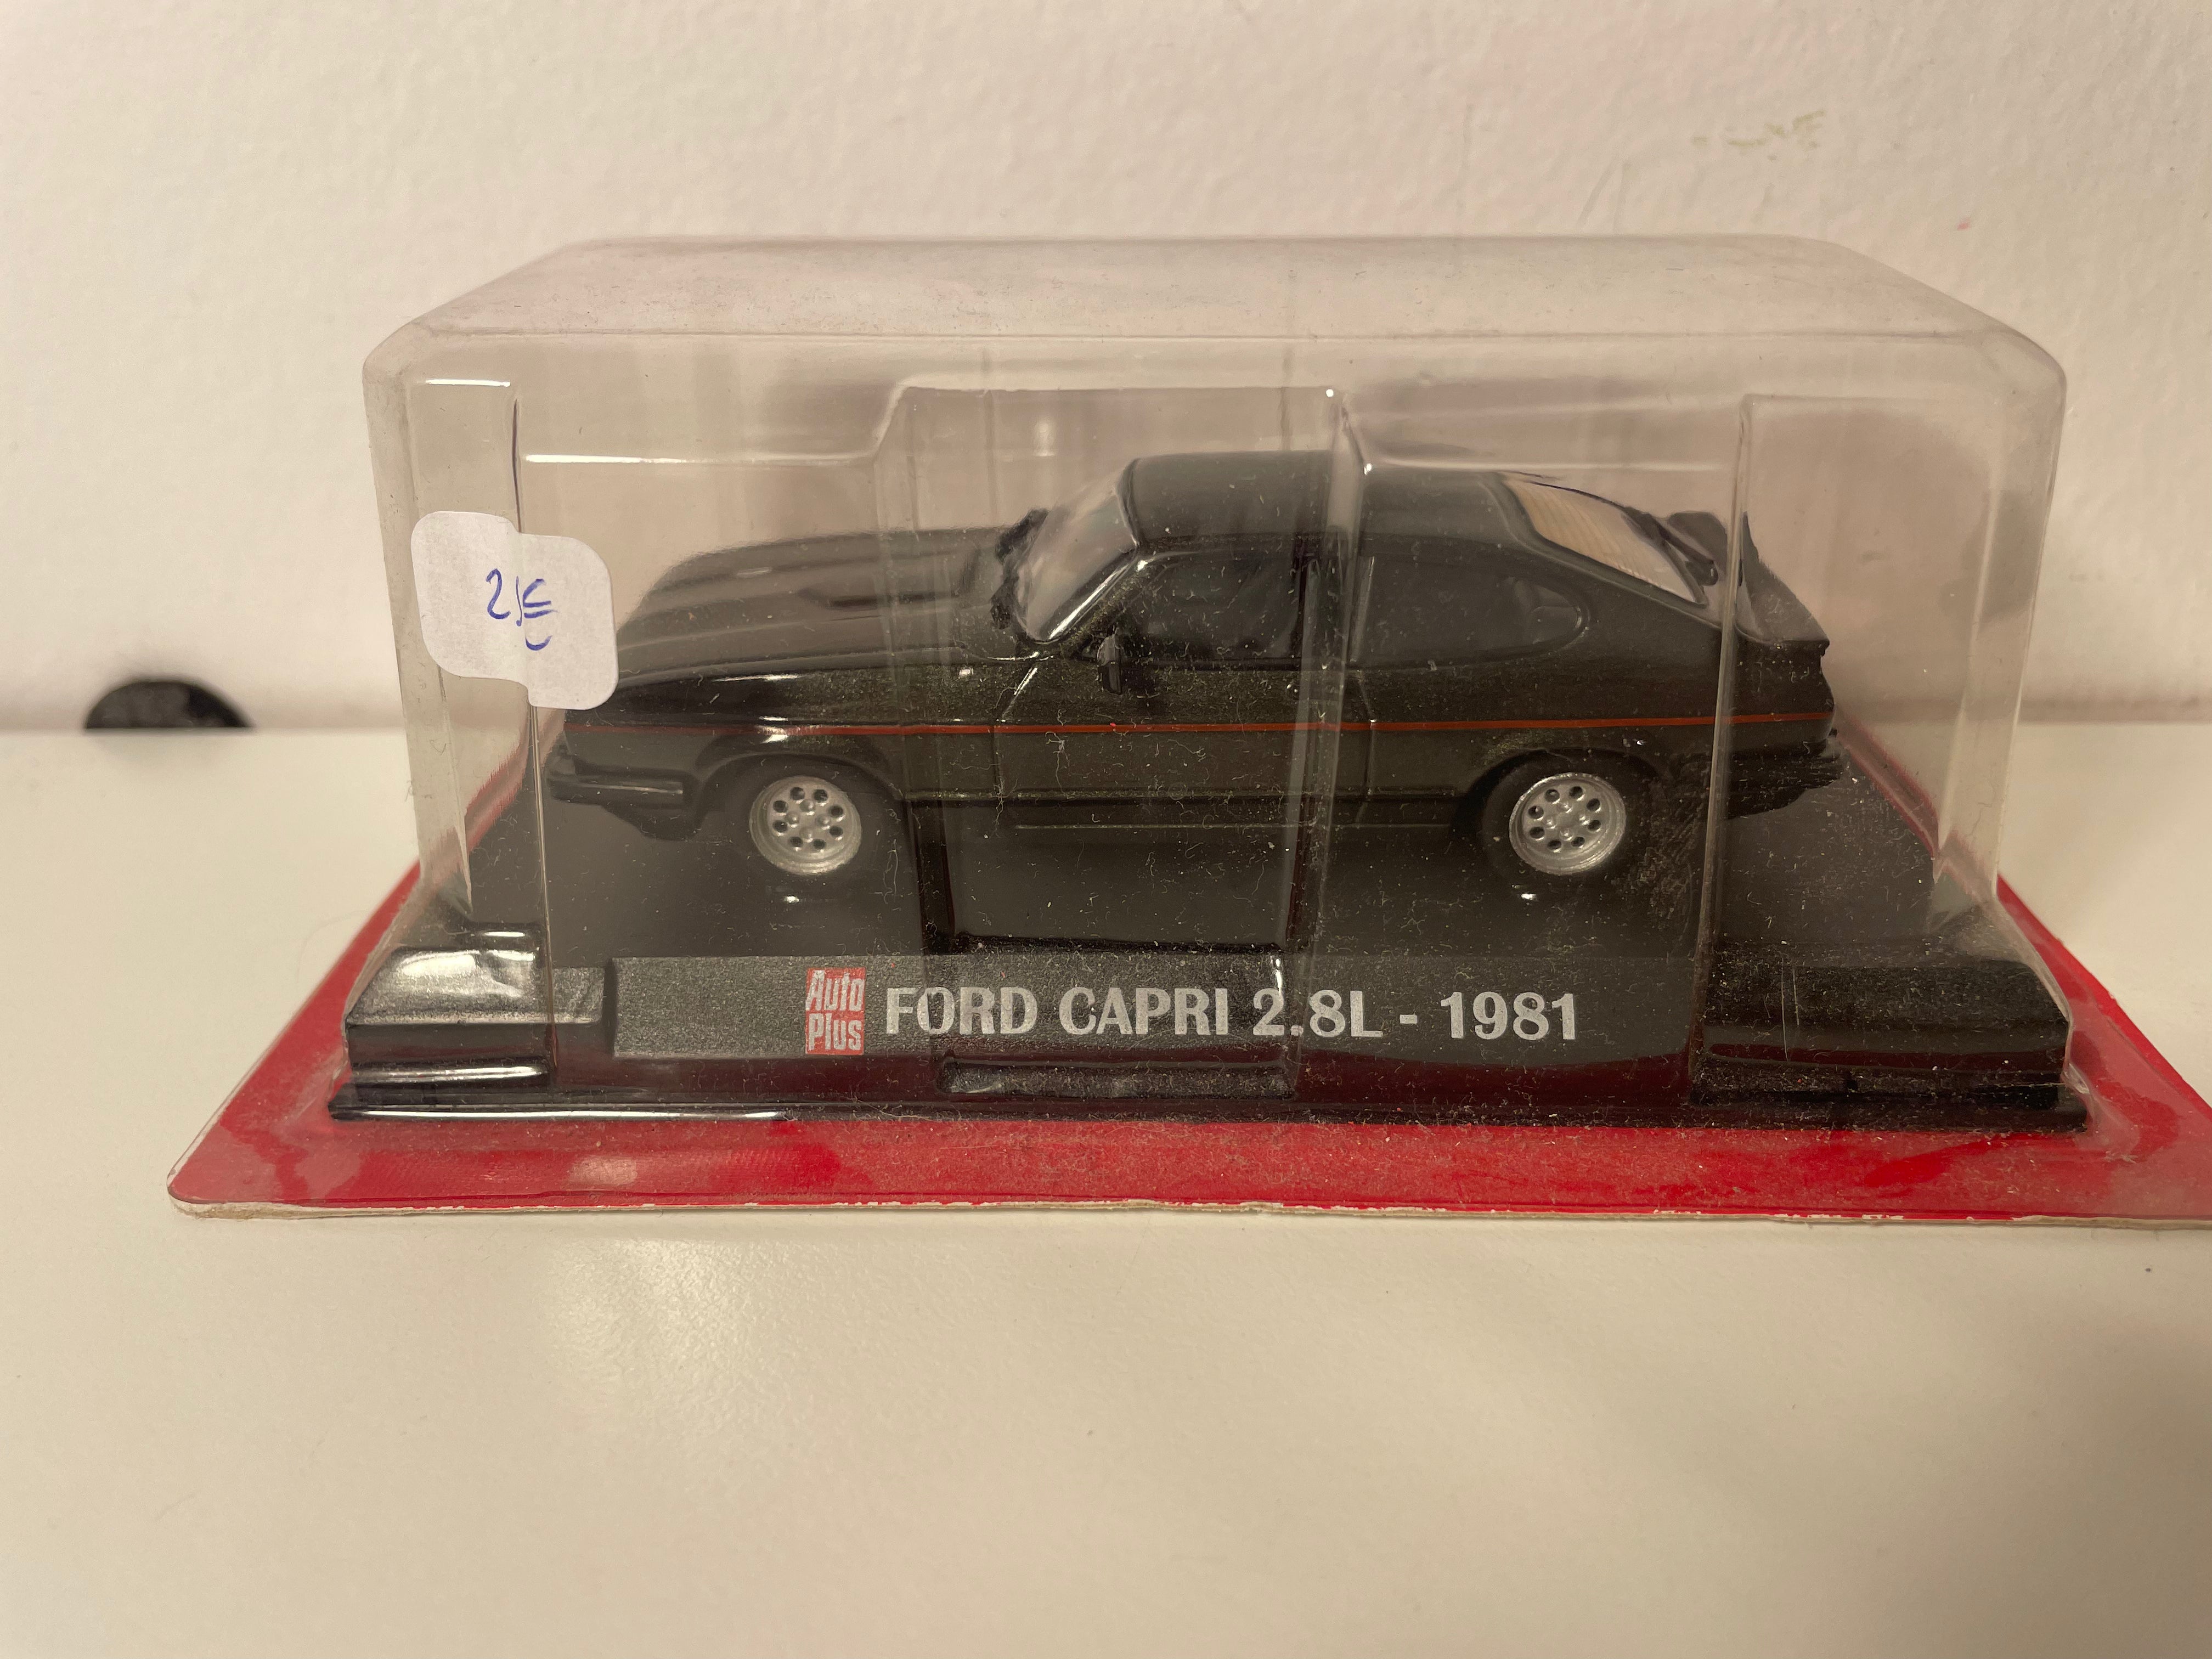 2€
Auto
Plus
FORD CAPRI 2.8L - 1981